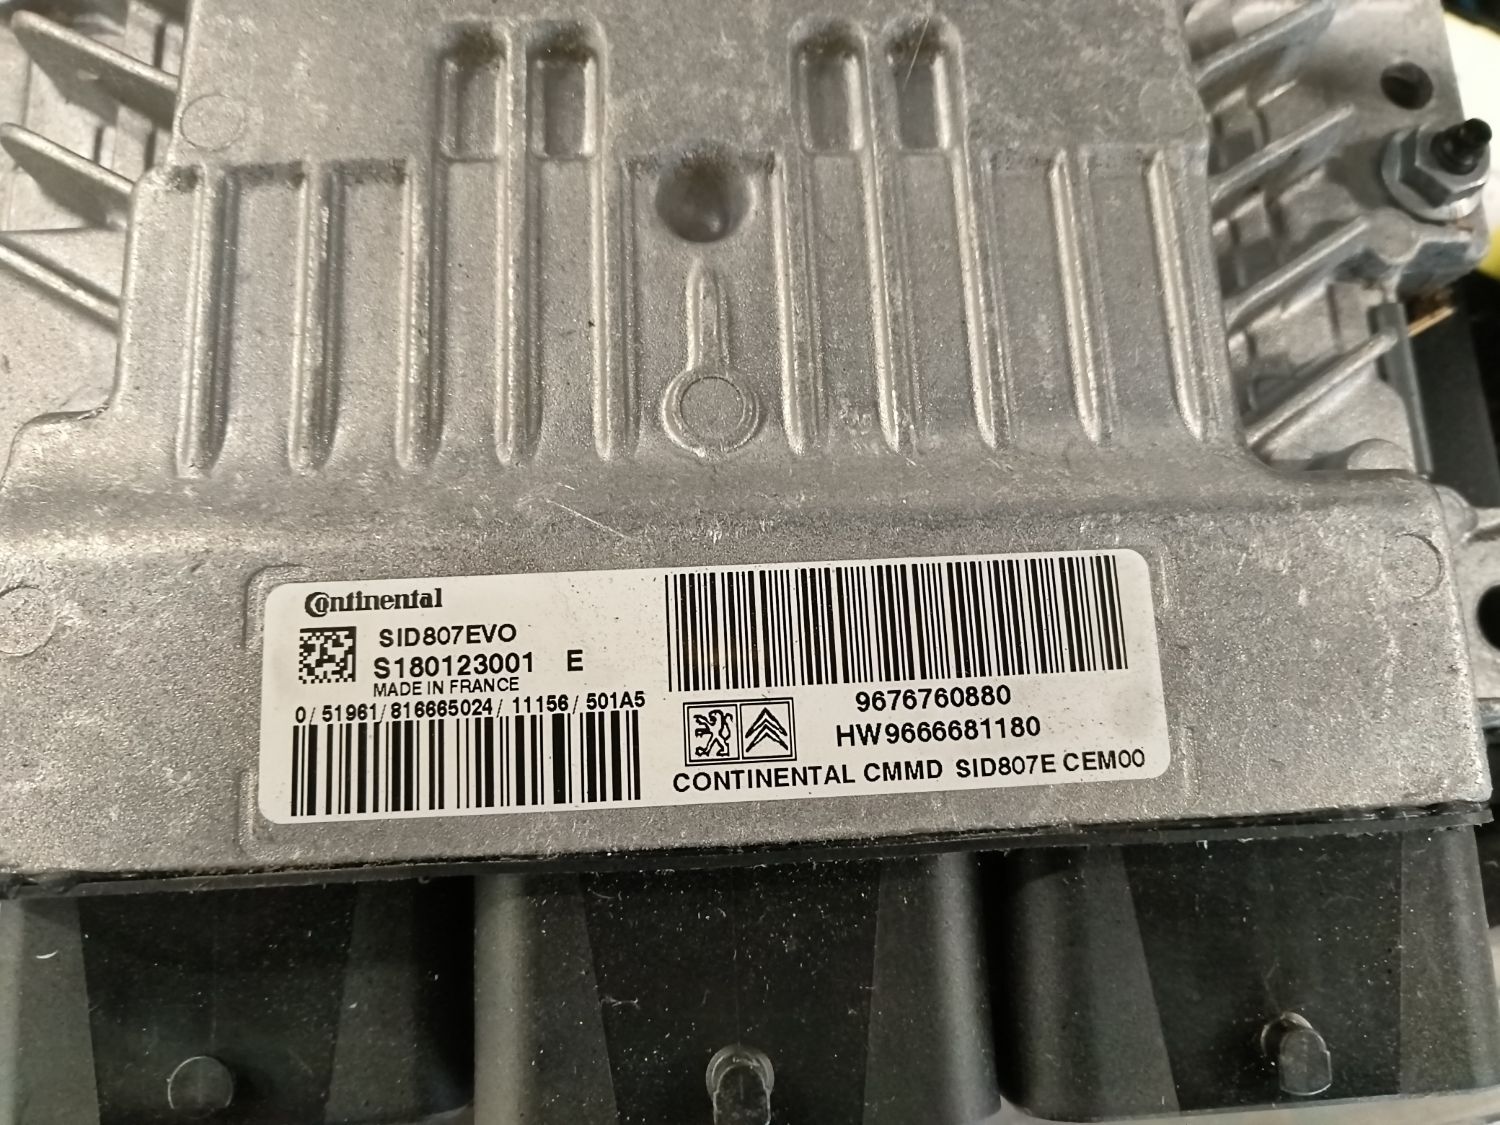 Continental
SID807EVO
S180123001 E
MADE IN FRANCE
0/51961/816665024/11156/501A5
9676760880
HW9666681180
CONTINENTAL CMMD SID807E CEM00